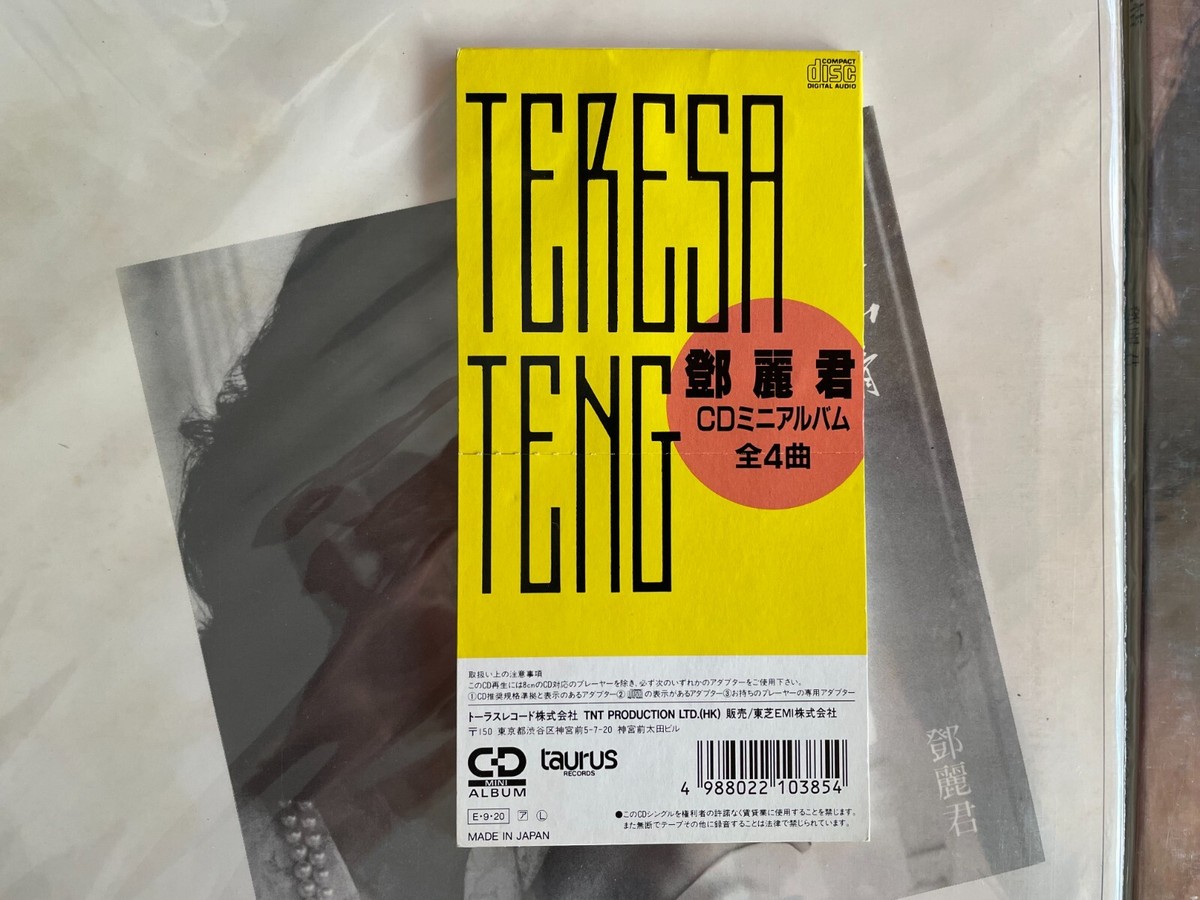 COMPACT
disc
DIGITAL AUDIO
TERESA
TENG
鄧麗君
CDミニアルバム
全4曲
取扱い上の注意事項
このCD再生には8cmのCD対応のプレーヤーを除き、必ず次のいずれかのアダプターをご使用下さい。
①CD推奨規格準拠と表示のあるアダプター②の表示があるアダプター③お持ちのプレーヤーの専用アダプター
トーラスレコード株式会社 TNT PRODUCTION LTD.(HK) 販売/東芝EMI株式会社
〒150 東京都渋谷区神宮前5-7-20 神宮前太田ビル
CD
MINI
ALBUM
taurus
RECORDS
4 988022 103854
E・9・20 ア L
●このCDシングルを権利者の許諾なく賃貸業に使用することを禁じます。
また無断でテープその他に録音することは法律で禁じられています。
MADE IN JAPAN
鄧麗君